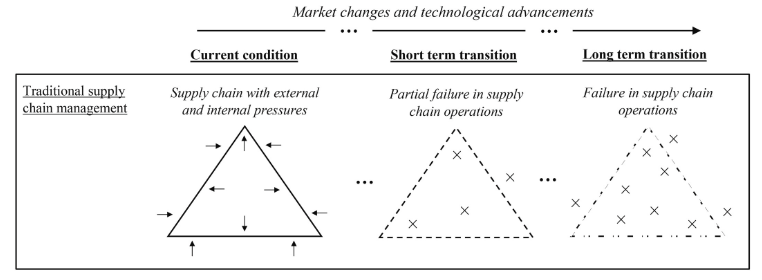 Market changes and technological advancements
... ...
Current condition Short term transition Long term transition
Traditional supply chain management
Supply chain with external and internal pressures
Partial failure in supply chain operations
Failure in supply chain operations
... ...